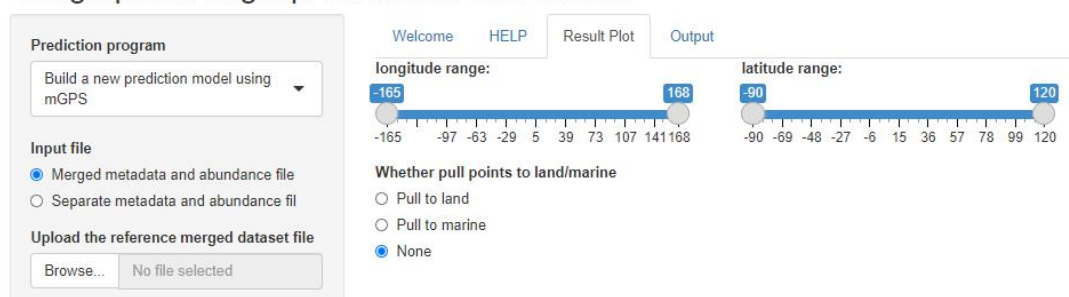 Prediction program
Build a new prediction model using
mGPS
Input file
Merged metadata and abundance file
Separate metadata and abundance fil
Upload the reference merged dataset file
Browse... No file selected
Welcome HELP Result Plot Output
longitude range:
-165 168
-165 -97 -63 -29 5 39 73 107 141168
latitude range:
-90 120
-90 -69 -48 -27 -6 15 36 57 78 99 120
Whether pull points to land/marine
Pull to land
Pull to marine
None